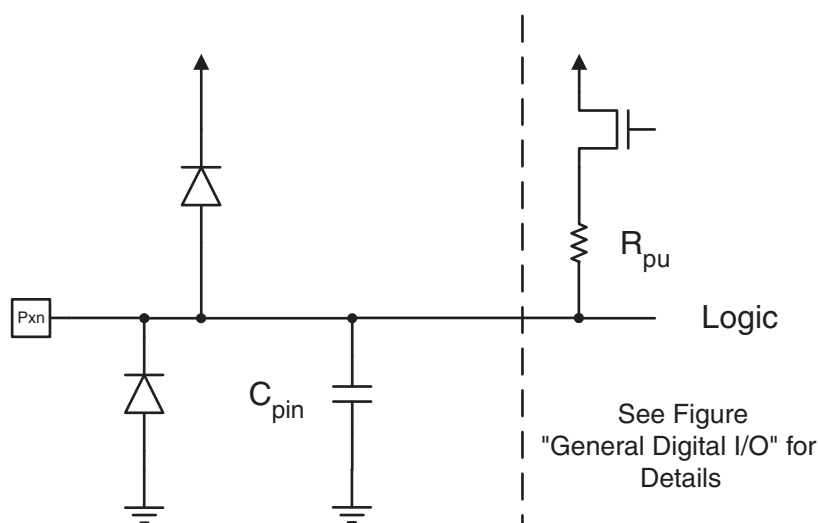 R_pu
Pxn
Logic
C_pin
See Figure
"General Digital I/O" for
Details